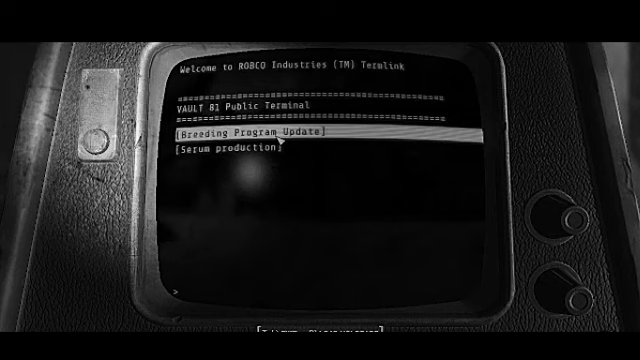 Welcome to ROBCO Industries (TM) Termlink
==============================================
VAULT 81 Public Terminal
==============================================
[Breeding Program Update]
[Serum production]
>